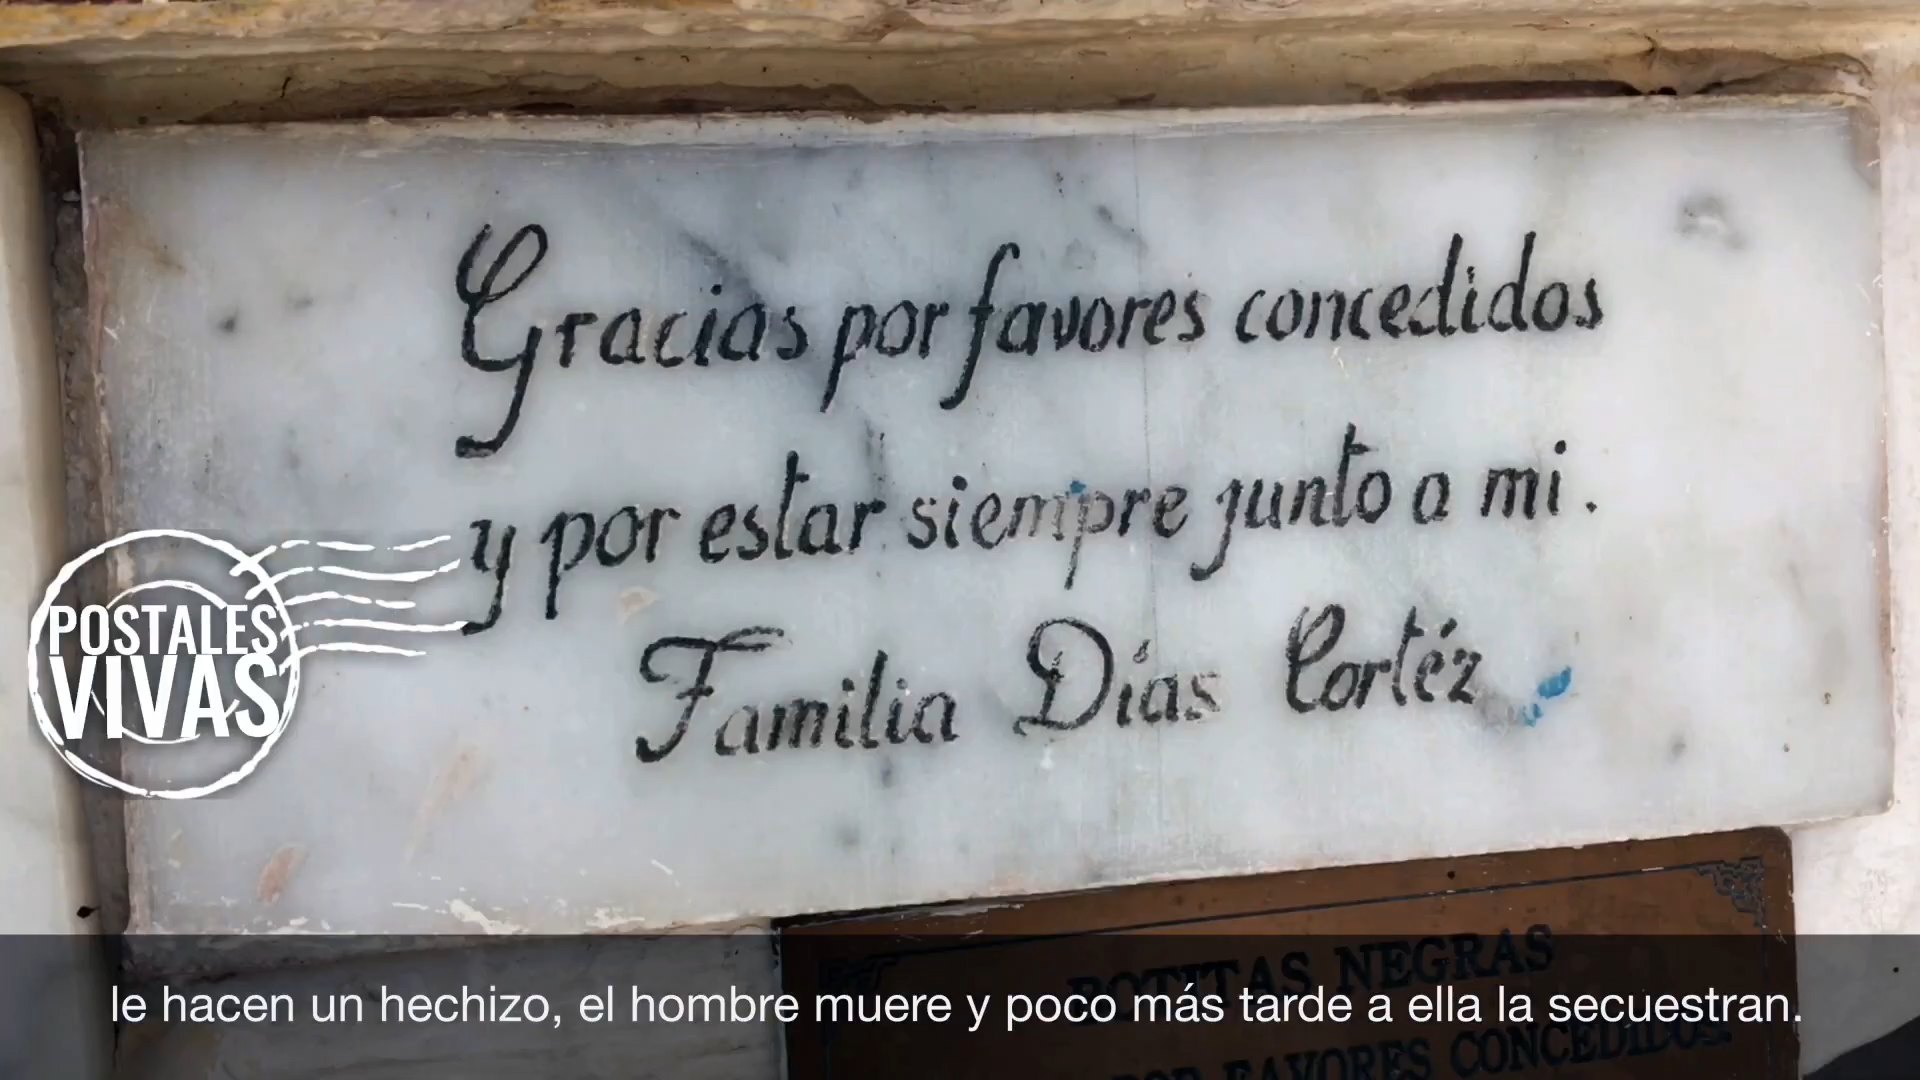 Gracias por favores concedidos
y por estar siempre junto a mi.
Familia Días Cortéz
POSTALES
VIVAS
BOTITAS NEGRAS
POR FAVORES CONCEDIDOS.
le hacen un hechizo, el hombre muere y poco más tarde a ella la secuestran.